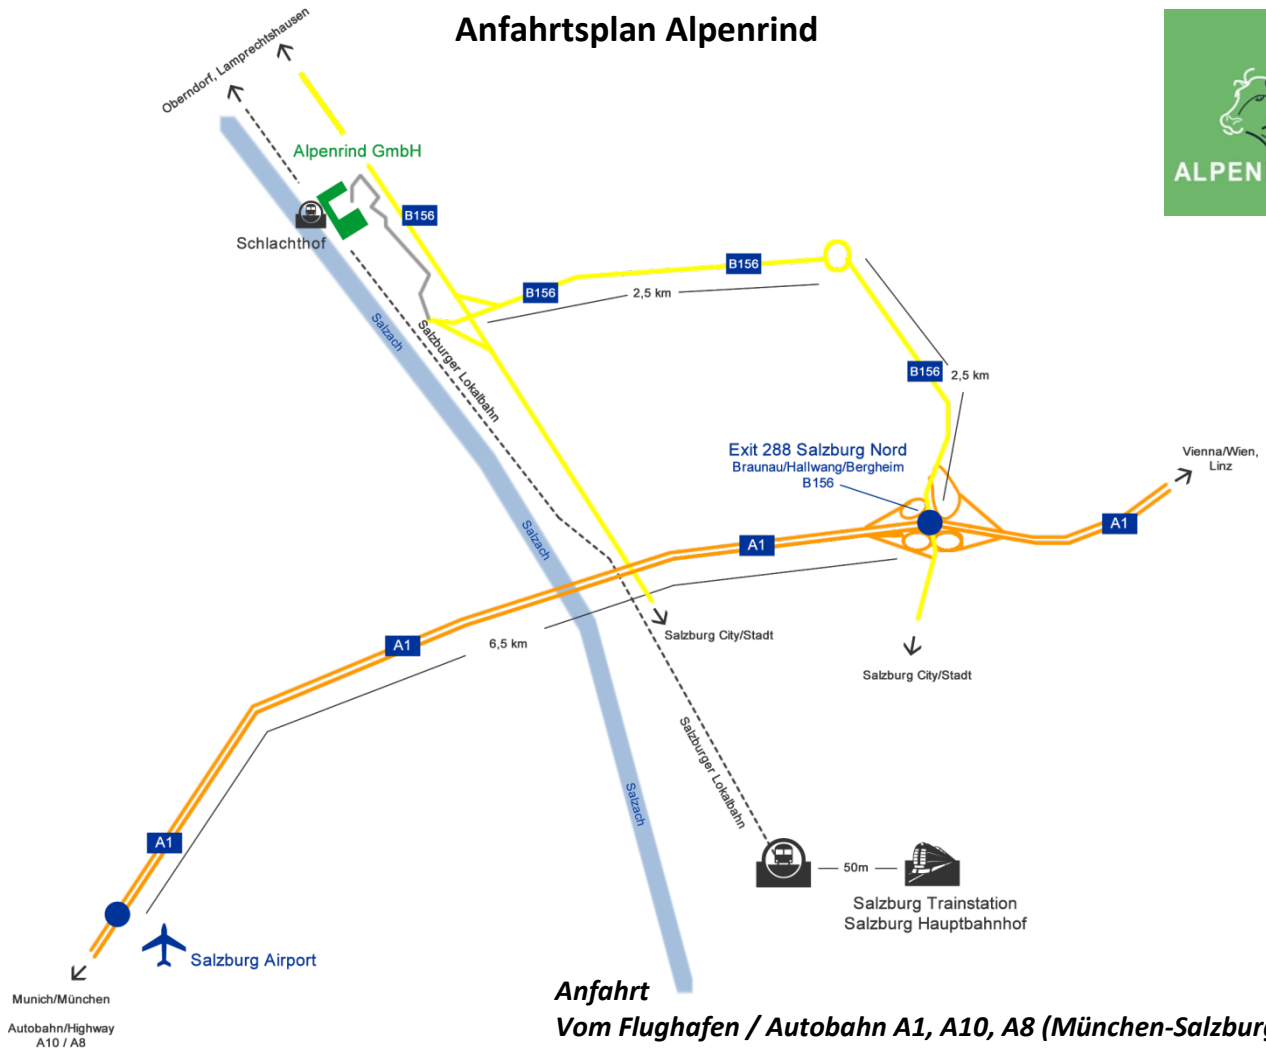 Anfahrtsplan Alpenrind
Oberndorf, Lamprechtshausen
ALPEN
Alpenrind GmbH
B156
Schlachthof
B156
B156
2,5 km
Salzach
Salzburger Lokalbahn
B156
2,5 km
Exit 288 Salzburg Nord
Braunau/Hallwang/Bergheim
B156
Vienna/Wien,
Linz
A1
A1
Salzach
A1
6,5 km
Salzburg City/Stadt
Salzburg City/Stadt
Salzburger Lokalbahn
Salzach
A1
50m
Salzburg Trainstation
Salzburg Hauptbahnhof
Salzburg Airport
Munich/München
Autobahn/Highway
A10 / A8
Anfahrt
Vom Flughafen / Autobahn A1, A10, A8 (München-Salzburg